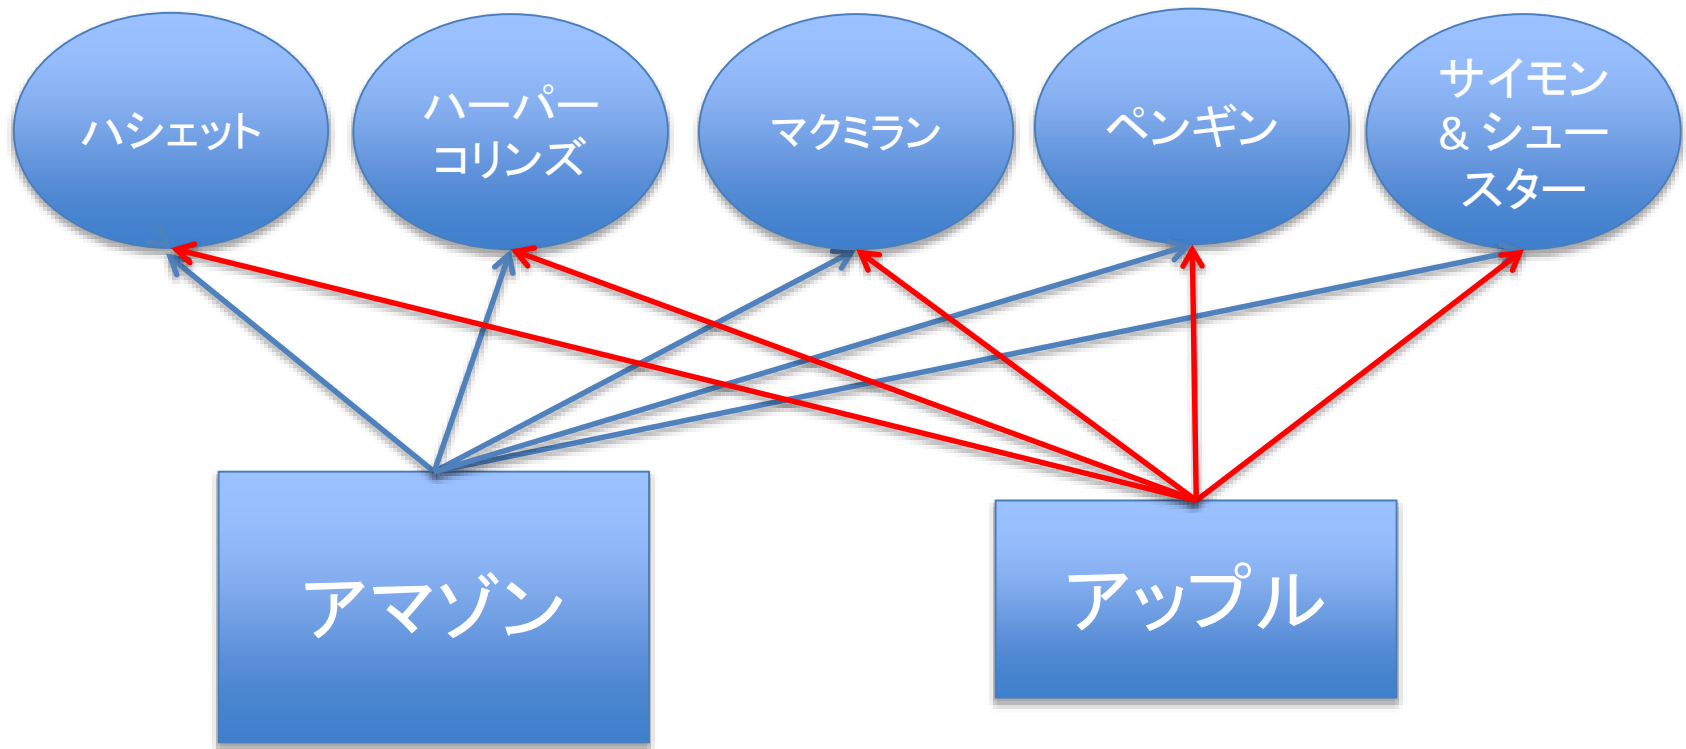 ハシェット
ハーパー
コリンズ
マクミラン
ペンギン
サイモン
& シュー
スター
アマゾン
アップル